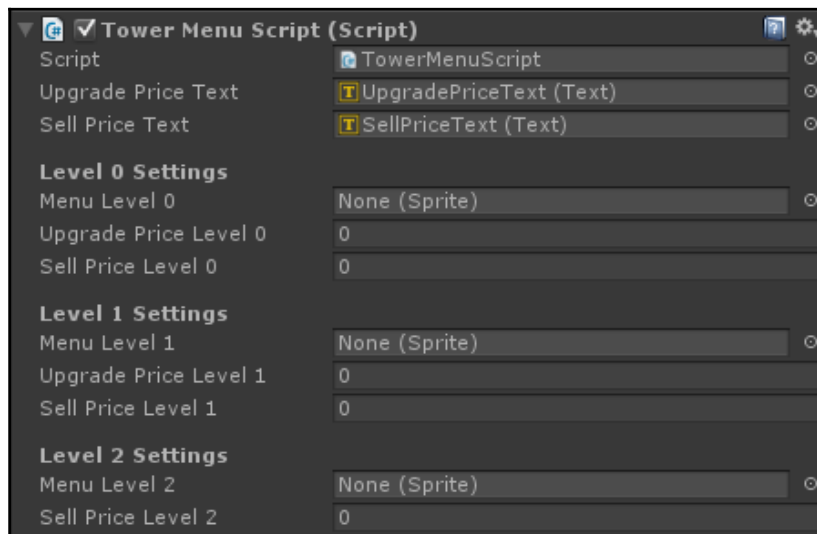 Tower Menu Script (Script)
Script TowerMenuScript
Upgrade Price Text UpgradePriceText (Text)
Sell Price Text SellPriceText (Text)
Level 0 Settings
Menu Level 0 None (Sprite)
Upgrade Price Level 0 0
Sell Price Level 0 0
Level 1 Settings
Menu Level 1 None (Sprite)
Upgrade Price Level 1 0
Sell Price Level 1 0
Level 2 Settings
Menu Level 2 None (Sprite)
Sell Price Level 2 0